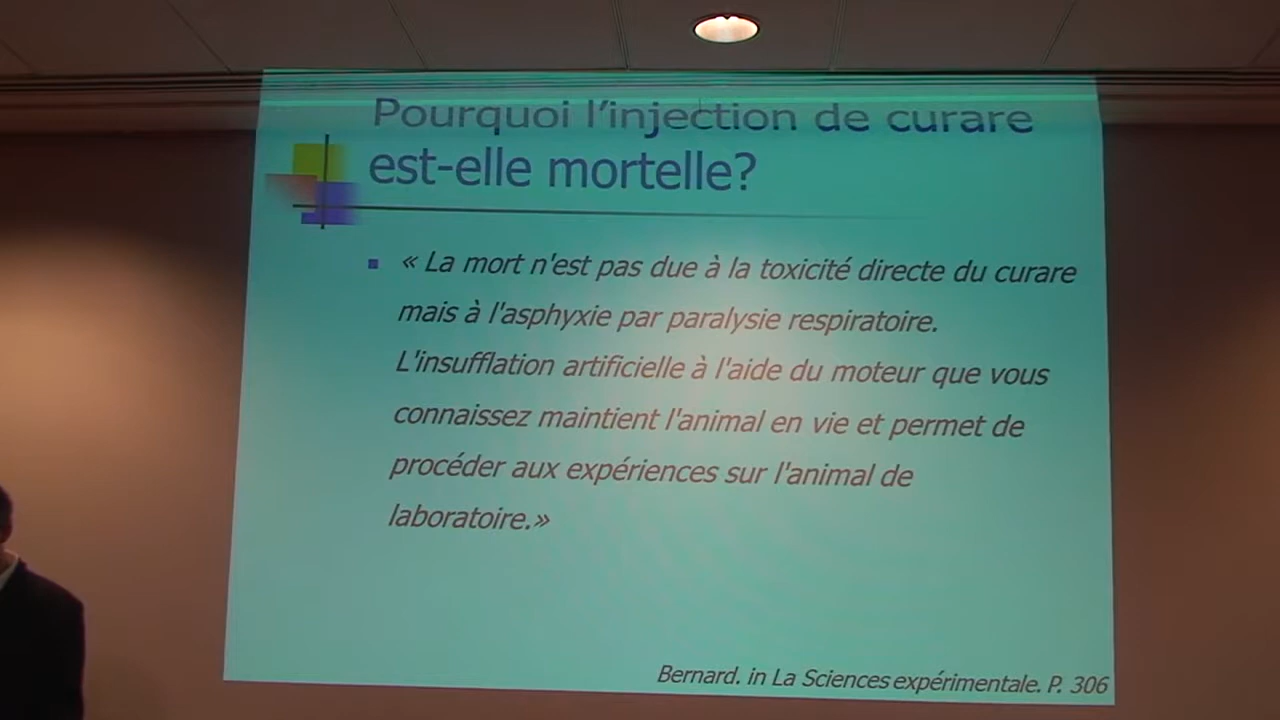 Pourquoi l'injection de curare
est-elle mortelle?
« La mort n'est pas due à la toxicité directe du curare
mais à l'asphyxie par paralysie respiratoire.
L'insufflation artificielle à l'aide du moteur que vous
connaissez maintient l'animal en vie et permet de
procéder aux expériences sur l'animal de
laboratoire.»
Bernard. in La Sciences expérimentale. P. 306